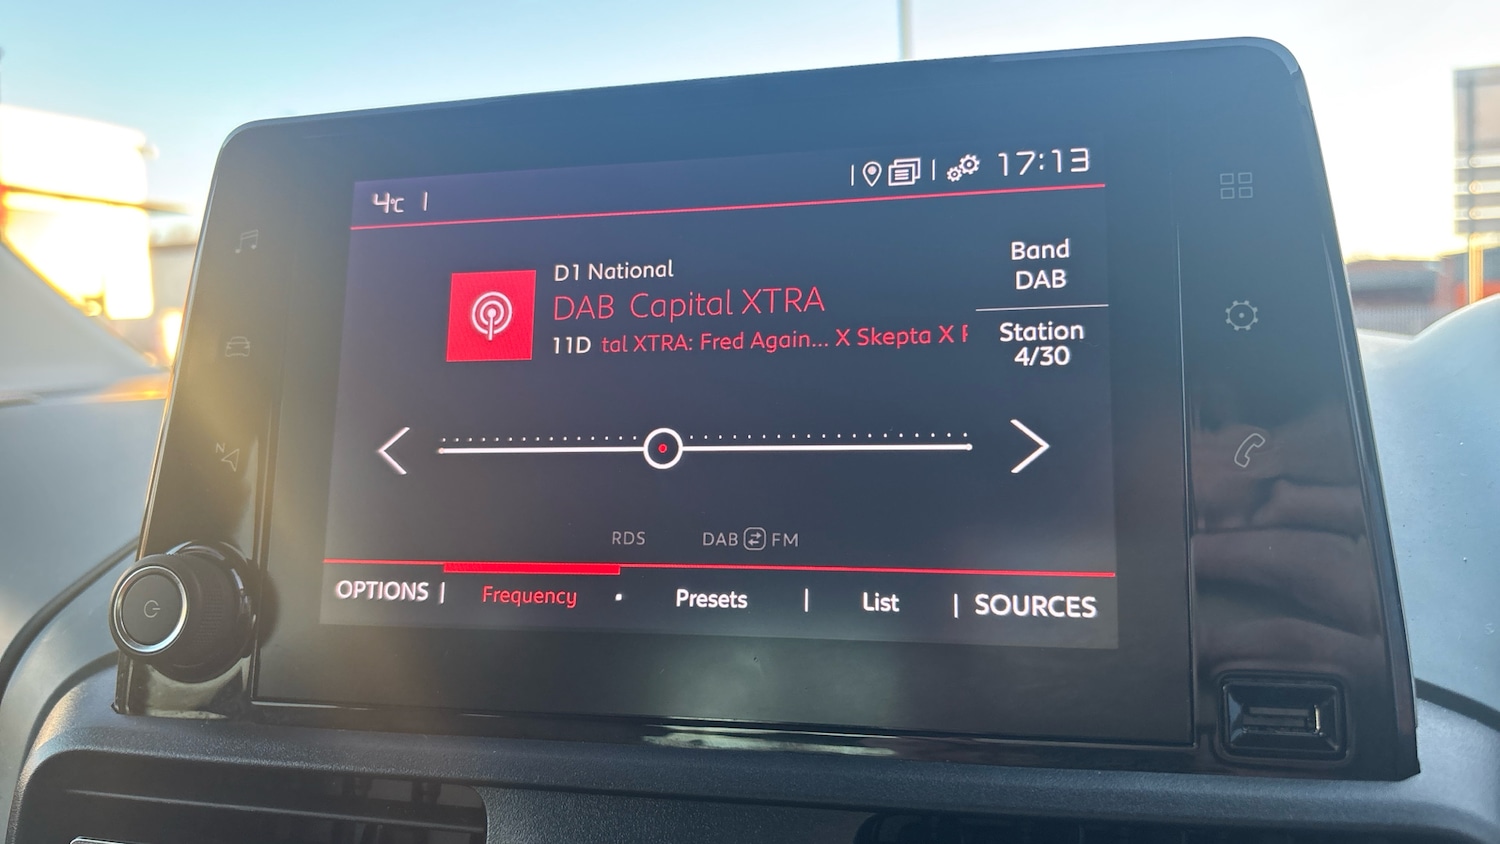 4°C
17:13
D1 National
DAB Capital XTRA
11D tal XTRA: Fred Again... X Skepta X
Band
DAB
Station
4/30
RDS
DAB FM
OPTIONS
Frequency
Presets
List
SOURCES
N